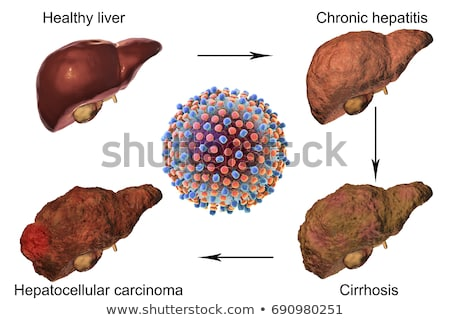 Healthy liver
Chronic hepatitis
Hepatocellular carcinoma
Cirrhosis
shutterstock®
www.shutterstock.com · 690980251